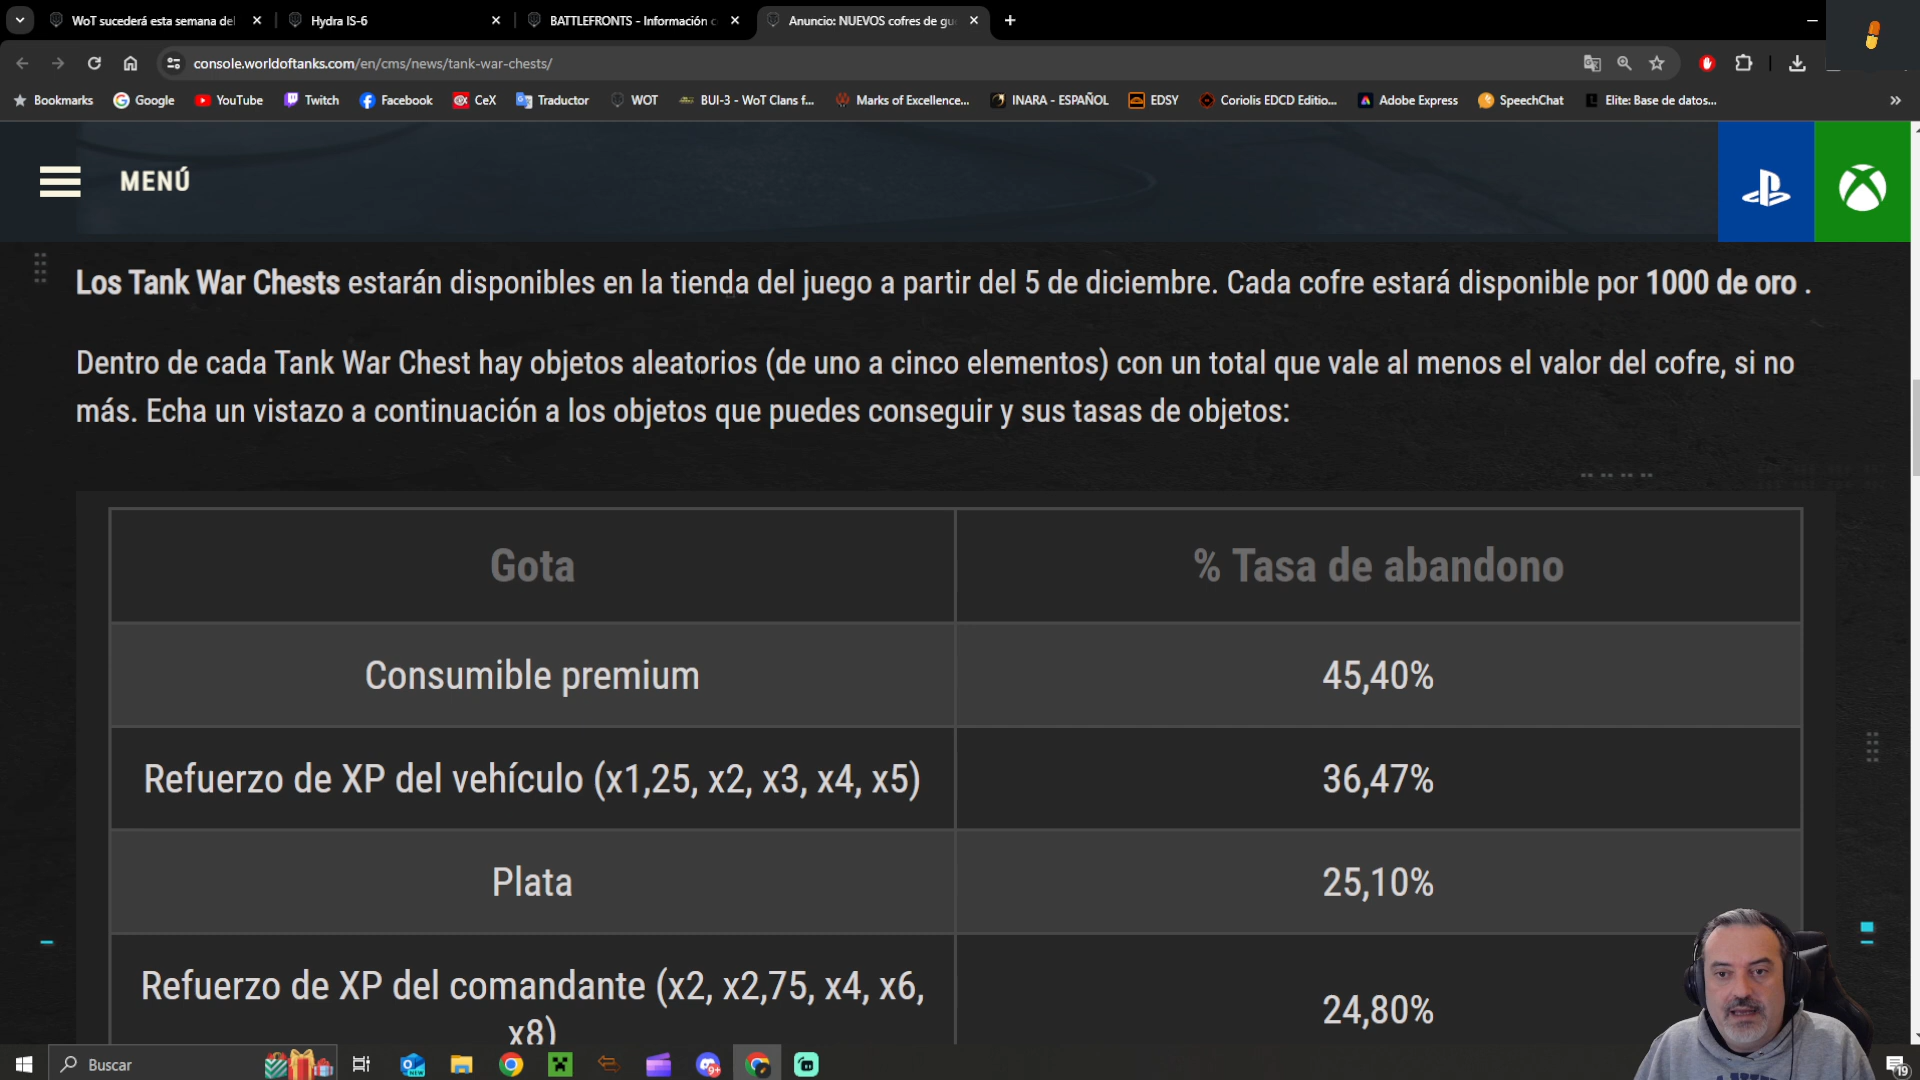 WoT sucederá esta semana del
Hydra IS-6
BATTLEFRONTS - Información c
Anuncio: NUEVOS cofres de gu
console.worldoftanks.com/en/cms/news/tank-war-chests/
Bookmarks
Google
YouTube
Twitch
Facebook
CeX
Traductor
WOT
BUI-3 - WoT Clans f...
Marks of Excellence...
INARA - ESPAÑOL
EDSY
Coriolis EDCD Editio...
Adobe Express
SpeechChat
Elite: Base de datos...
MENÚ
Los Tank War Chests estarán disponibles en la tienda del juego a partir del 5 de diciembre. Cada cofre estará disponible por 1000 de oro .
Dentro de cada Tank War Chest hay objetos aleatorios (de uno a cinco elementos) con un total que vale al menos el valor del cofre, si no
más. Echa un vistazo a continuación a los objetos que puedes conseguir y sus tasas de objetos:
Gota
% Tasa de abandono
Consumible premium
45,40%
Refuerzo de XP del vehículo (x1,25, x2, x3, x4, x5)
36,47%
Plata
25,10%
Refuerzo de XP del comandante (x2, x2,75, x4, x6,
x8)
24,80%
Buscar
NEW
9+
19